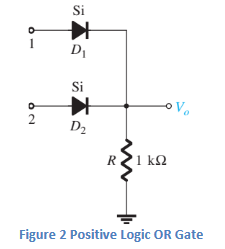 Si
1
D₁
Si
2
D₂
Vₒ
R 1 kΩ
Figure 2 Positive Logic OR Gate